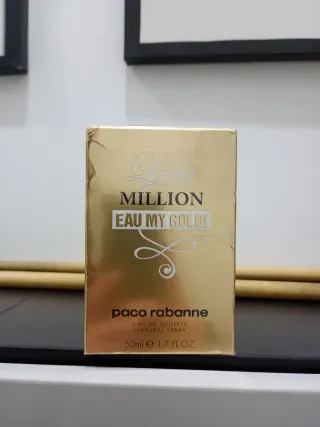 Lady
MILLION
EAU MY GOLD!
paco rabanne
EAU DE TOILETTE
NATURAL SPRAY
50ml e 1.7 FL.OZ.